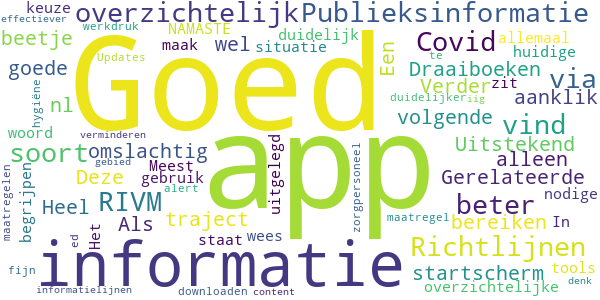 keuze overzichtelijk Publieksinformatie
effectiever werkdruk NAMASTE duidelijk
beetje maak wel situatie Een Covid allemaal
Updates te huidige
goede Goed via Draaiboeken
Verder zit aanklik
hygiëne nl duidelijker iig
woord verminderen app volgende vind
soort omslachtig uitgelegd Uitstekend
gebied Meest zorgpersoneel alleen
maatregelen begrijpen Deze gebruik Gerelateerde
Heel RIVM alert beter nodige
Als traject maatregel bereiken In
Het staat wees Richtlijnen
ed informatie startscherm tools
fijn overzichtelijke denk
informatielijnen downloaden content